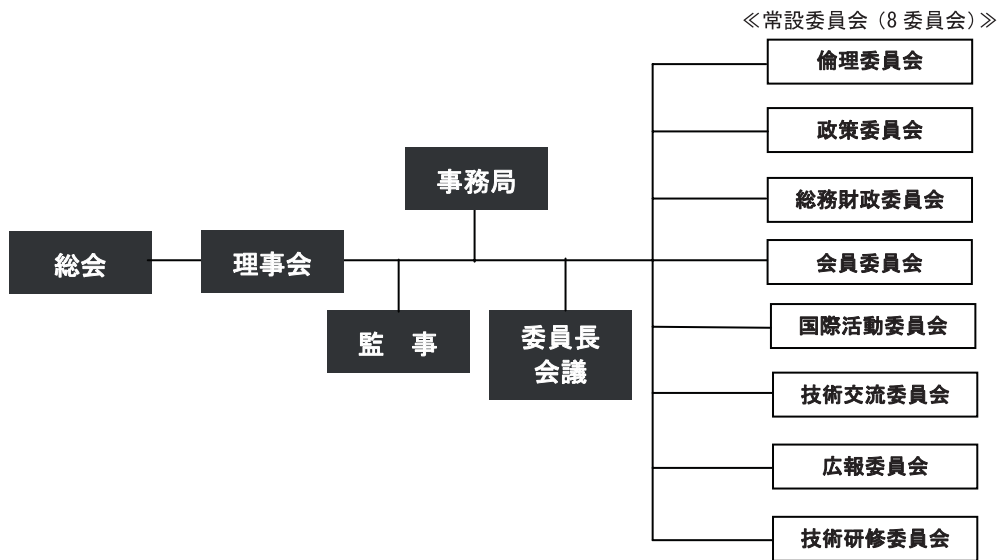 ≪常設委員会(8委員会)≫
倫理委員会
政策委員会
事務局
総務財政委員会
総会
理事会
会員委員会
監　事
委員長
会議
国際活動委員会
技術交流委員会
広報委員会
技術研修委員会